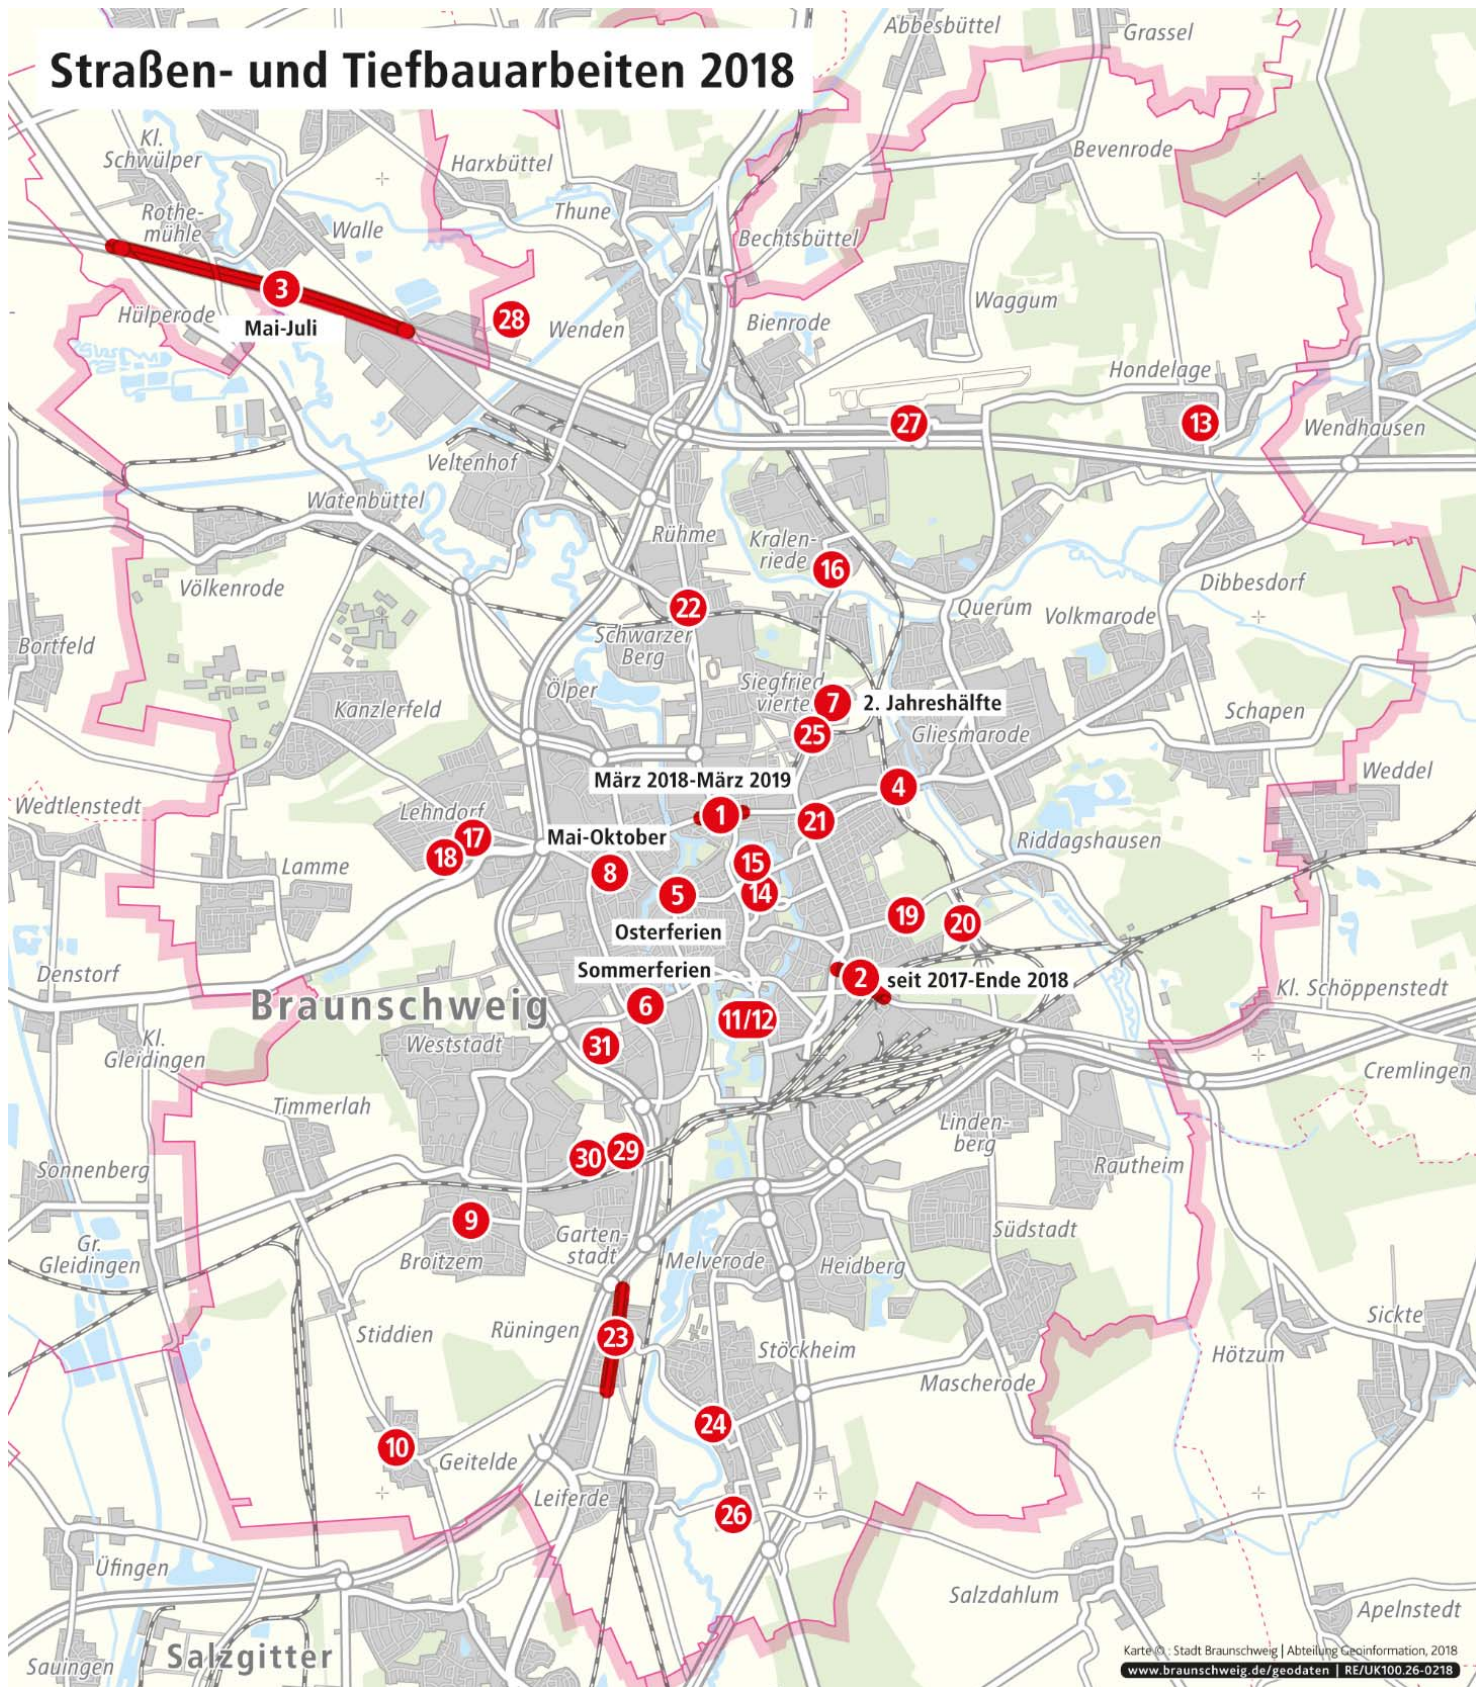 Straßen- und Tiefbauarbeiten 2018
Abbesbüttel
Grassel
Kl.
Schwülper
Harxbüttel
Bevenrode
Rothe-
mühle
Walle
Thune
Bechtsbüttel
3
Mai-Juli
Hülperode
28
Wenden
Bienrode
Waggum
Hondelage
27
13
Wendhausen
Veltenhof
Watenbüttel
Rühme
Kralen-
riede
16
Völkenrode
Dibbesdorf
22
Querum
Volkmarode
Bortfeld
Schwarzer
Berg
Ölper
Siegfried
viertel
7
2. Jahreshälfte
Kanzlerfeld
25
Gliesmarode
Schapen
März 2018-März 2019
4
Weddel
Wedtlenstedt
Lehndorf
1
21
17
Mai-Oktober
Riddagshausen
18
Lamme
8
15
5
14
19
20
Osterferien
Denstorf
Sommerferien
2
seit 2017-Ende 2018
Kl. Schöppenstedt
Braunschweig
6
11/12
Kl.
Gleidingen
Weststadt
31
Cremlingen
Timmerlah
Linden-
berg
Sonnenberg
30
29
Rautheim
9
Südstadt
Gr.
Gleidingen
Broitzem
Garten-
stadt
Melverode
Heidberg
Stiddien
Rüningen
23
Stöckheim
Sickte
Hötzum
Mascherode
24
10
Geitelde
Leiferde
26
Üfingen
Salzdahlum
Apelnstedt
Salzgitter
Sauingen
Karte © : Stadt Braunschweig | Abteilung Geoinformation, 2018
www.braunschweig.de/geodaten | RE/UK100.26-0218